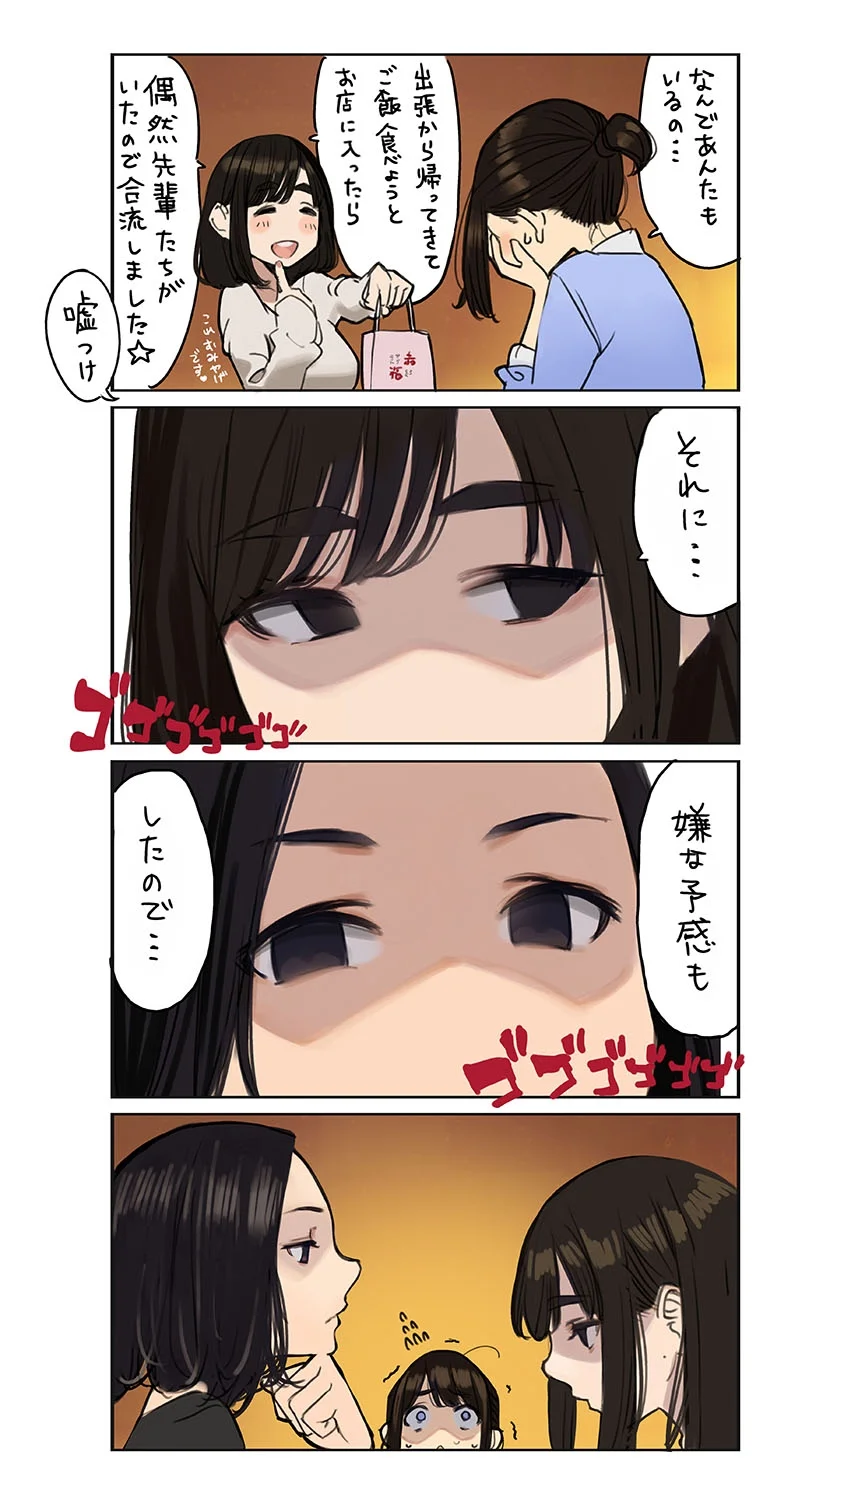 なんであんたも
いるの…
出張から帰ってきて
ご飯食べようと
お店に入ったら
偶然先輩たちが
いたので合流しました☆
これおみやげ
です♥
嘘つけ
それに…
ゴゴゴゴゴゴ
嫌な予感も
したので…
ゴゴゴゴゴゴ